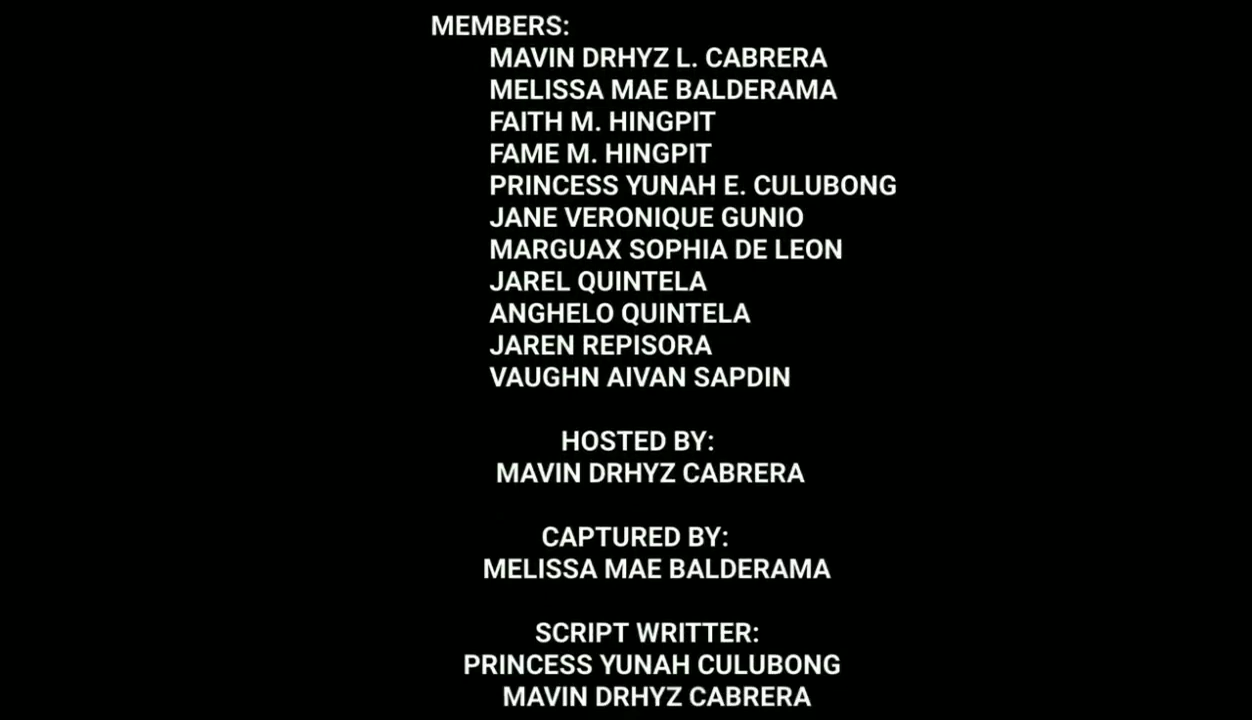 MEMBERS:
MAVIN DRHYZ L. CABRERA
MELISSA MAE BALDERAMA
FAITH M. HINGPIT
FAME M. HINGPIT
PRINCESS YUNAH E. CULUBONG
JANE VERONIQUE GUNIO
MARGUAX SOPHIA DE LEON
JAREL QUINTELA
ANGHELO QUINTELA
JAREN REPISORA
VAUGHN AIVAN SAPDIN
HOSTED BY:
MAVIN DRHYZ CABRERA
CAPTURED BY:
MELISSA MAE BALDERAMA
SCRIPT WRITTER:
PRINCESS YUNAH CULUBONG
MAVIN DRHYZ CABRERA